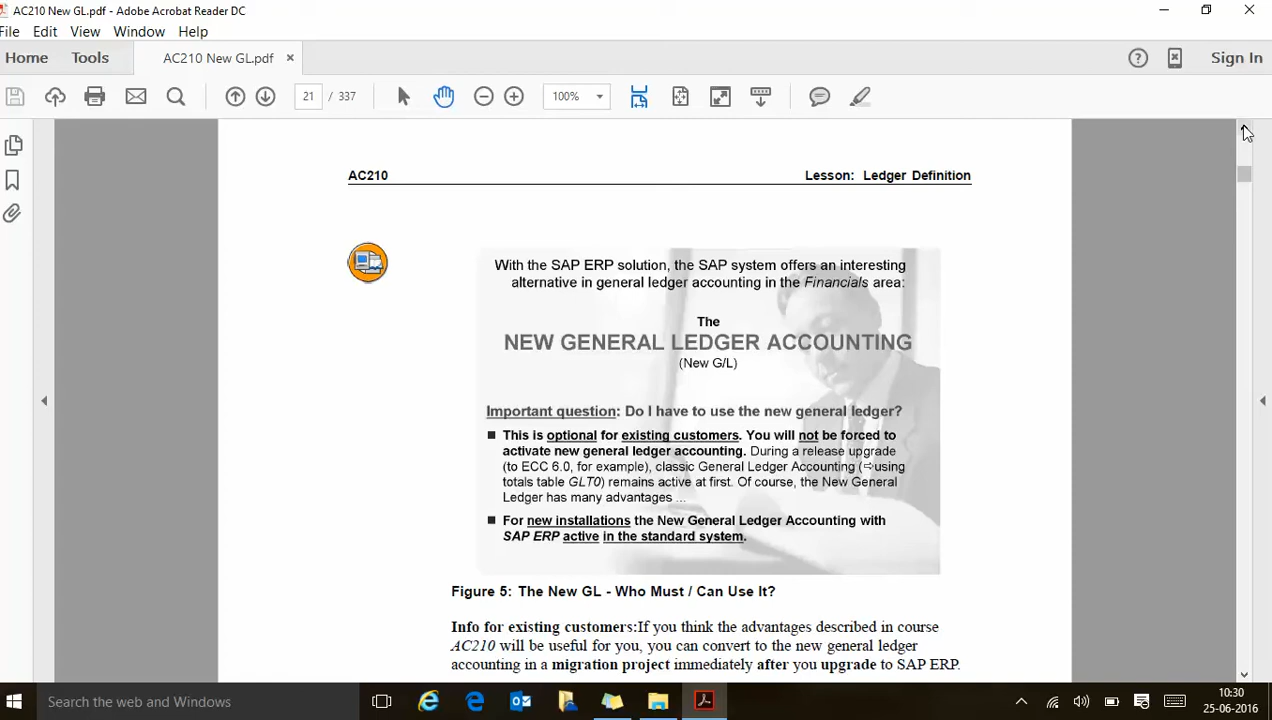 AC210 New GL.pdf - Adobe Acrobat Reader DC
File Edit View Window Help
Home Tools AC210 New GL.pdf × Sign In
21 / 337 100%
AC210 Lesson: Ledger Definition
With the SAP ERP solution, the SAP system offers an interesting
alternative in general ledger accounting in the Financials area:
The
NEW GENERAL LEDGER ACCOUNTING
(New G/L)
Important question: Do I have to use the new general ledger?
■ This is optional for existing customers. You will not be forced to
activate new general ledger accounting. During a release upgrade
(to ECC 6.0, for example), classic General Ledger Accounting (⇨using
totals table GLT0) remains active at first. Of course, the New General
Ledger has many advantages ...
■ For new installations the New General Ledger Accounting with
SAP ERP active in the standard system.
Figure 5: The New GL - Who Must / Can Use It?
Info for existing customers:If you think the advantages described in course
AC210 will be useful for you, you can convert to the new general ledger
accounting in a migration project immediately after you upgrade to SAP ERP.
Search the web and Windows
10:30
25-06-2016